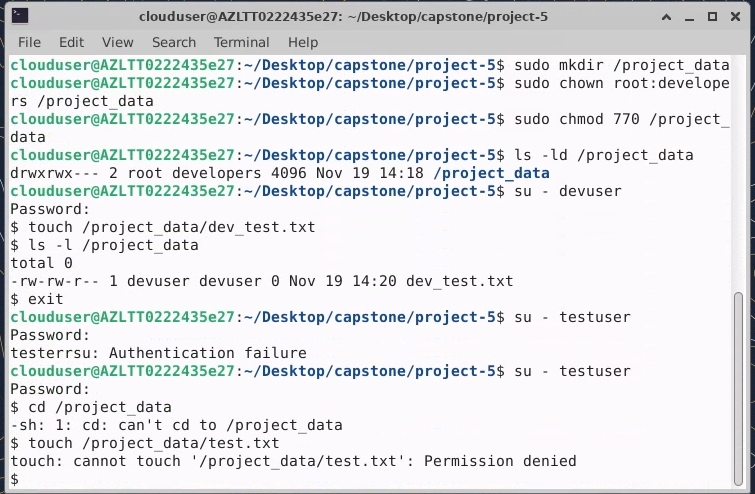 clouduser@AZLTT0222435e27: ~/Desktop/capstone/project-5
File Edit View Search Terminal Help
clouduser@AZLTT0222435e27:~/Desktop/capstone/project-5$ sudo mkdir /project_data
clouduser@AZLTT0222435e27:~/Desktop/capstone/project-5$ sudo chown root:develope
rs /project_data
clouduser@AZLTT0222435e27:~/Desktop/capstone/project-5$ sudo chmod 770 /project_
data
clouduser@AZLTT0222435e27:~/Desktop/capstone/project-5$ ls -ld /project_data
drwxrwx--- 2 root developers 4096 Nov 19 14:18 /project_data
clouduser@AZLTT0222435e27:~/Desktop/capstone/project-5$ su - devuser
Password:
$ touch /project_data/dev_test.txt
$ ls -l /project_data
total 0
-rw-rw-r-- 1 devuser devuser 0 Nov 19 14:20 dev_test.txt
$ exit
clouduser@AZLTT0222435e27:~/Desktop/capstone/project-5$ su - testuser
Password:
testerrsu: Authentication failure
clouduser@AZLTT0222435e27:~/Desktop/capstone/project-5$ su - testuser
Password:
$ cd /project_data
-sh: 1: cd: can't cd to /project_data
$ touch /project_data/test.txt
touch: cannot touch '/project_data/test.txt': Permission denied
$